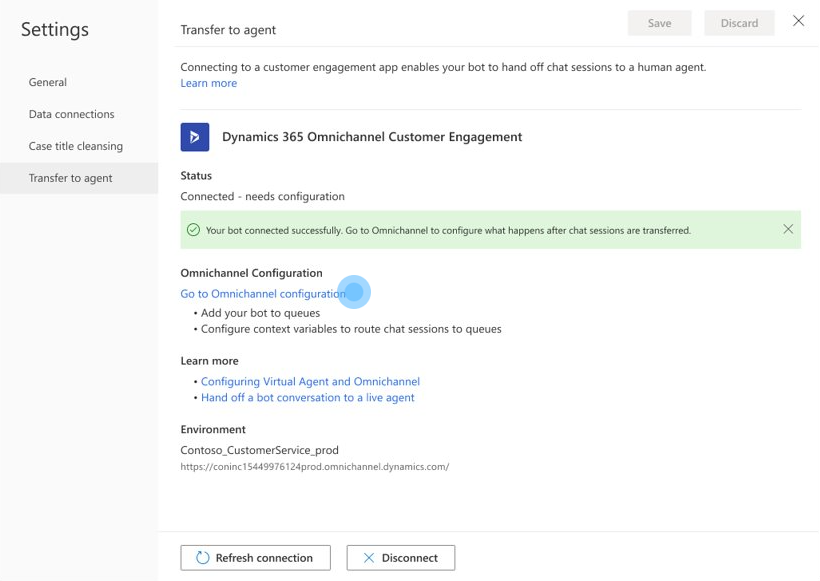 Settings
General
Data connections
Case title cleansing
Transfer to agent
Transfer to agent
Save
Discard
Connecting to a customer engagement app enables your bot to hand off chat sessions to a human agent.
Learn more
Dynamics 365 Omnichannel Customer Engagement
Status
Connected - needs configuration
Your bot connected successfully. Go to Omnichannel to configure what happens after chat sessions are transferred.
Omnichannel Configuration
Go to Omnichannel configuration
• Add your bot to queues
• Configure context variables to route chat sessions to queues
Learn more
• Configuring Virtual Agent and Omnichannel
• Hand off a bot conversation to a live agent
Environment
Contoso_CustomerService_prod
https://coninc15449976124prod.omnichannel.dynamics.com/
Refresh connection
Disconnect